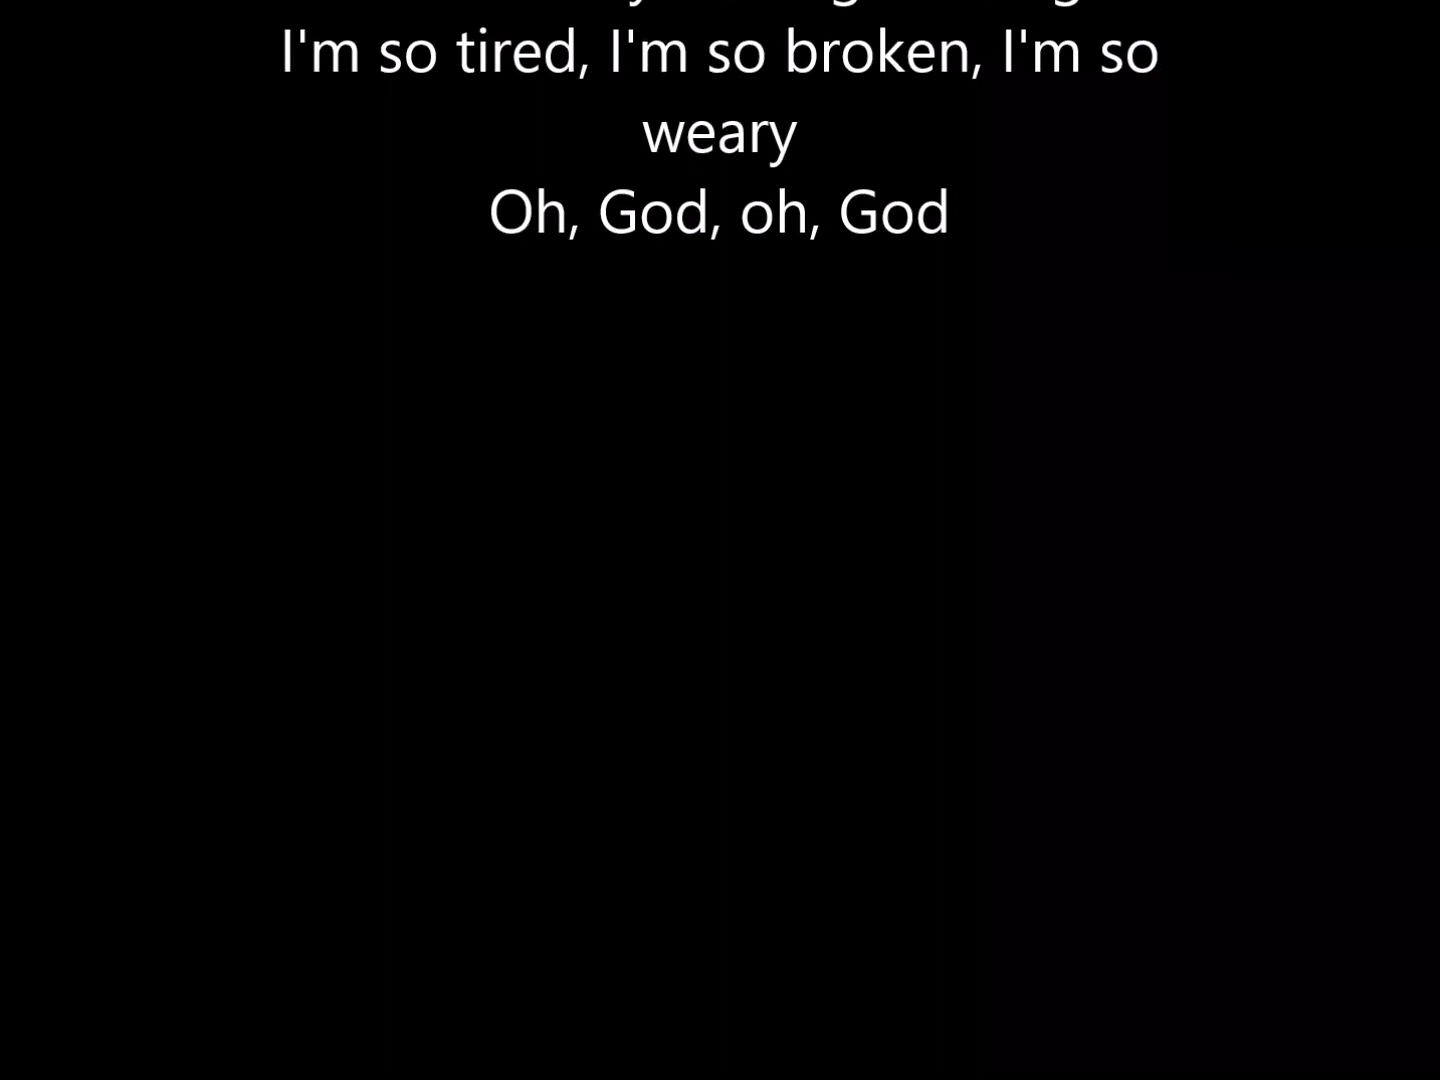 I'm so tired, I'm so broken, I'm so
weary
Oh, God, oh, God